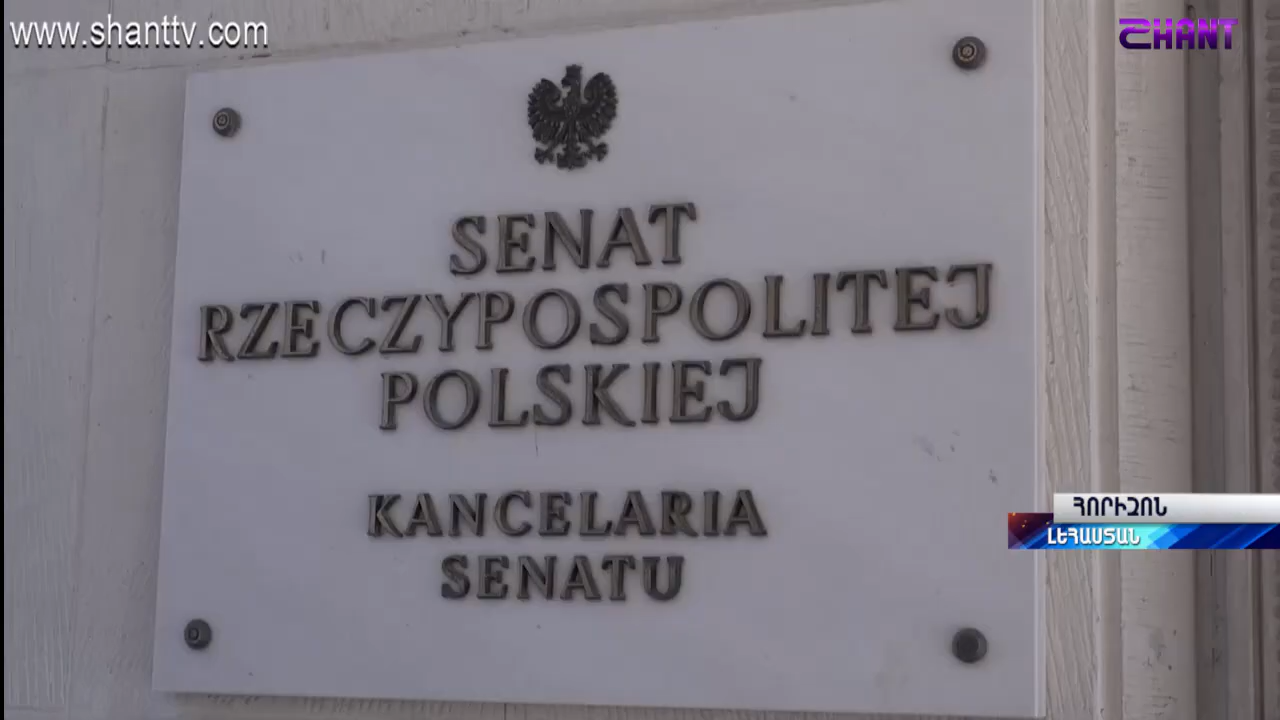 www.shanttv.com
SHANT
SENAT
RZECZYPOSPOLITEJ
POLSKIEJ
KANCELARIA
SENATU
ՀՈՐԻԶՈՆ
ԼԵՀԱՍՏԱՆ